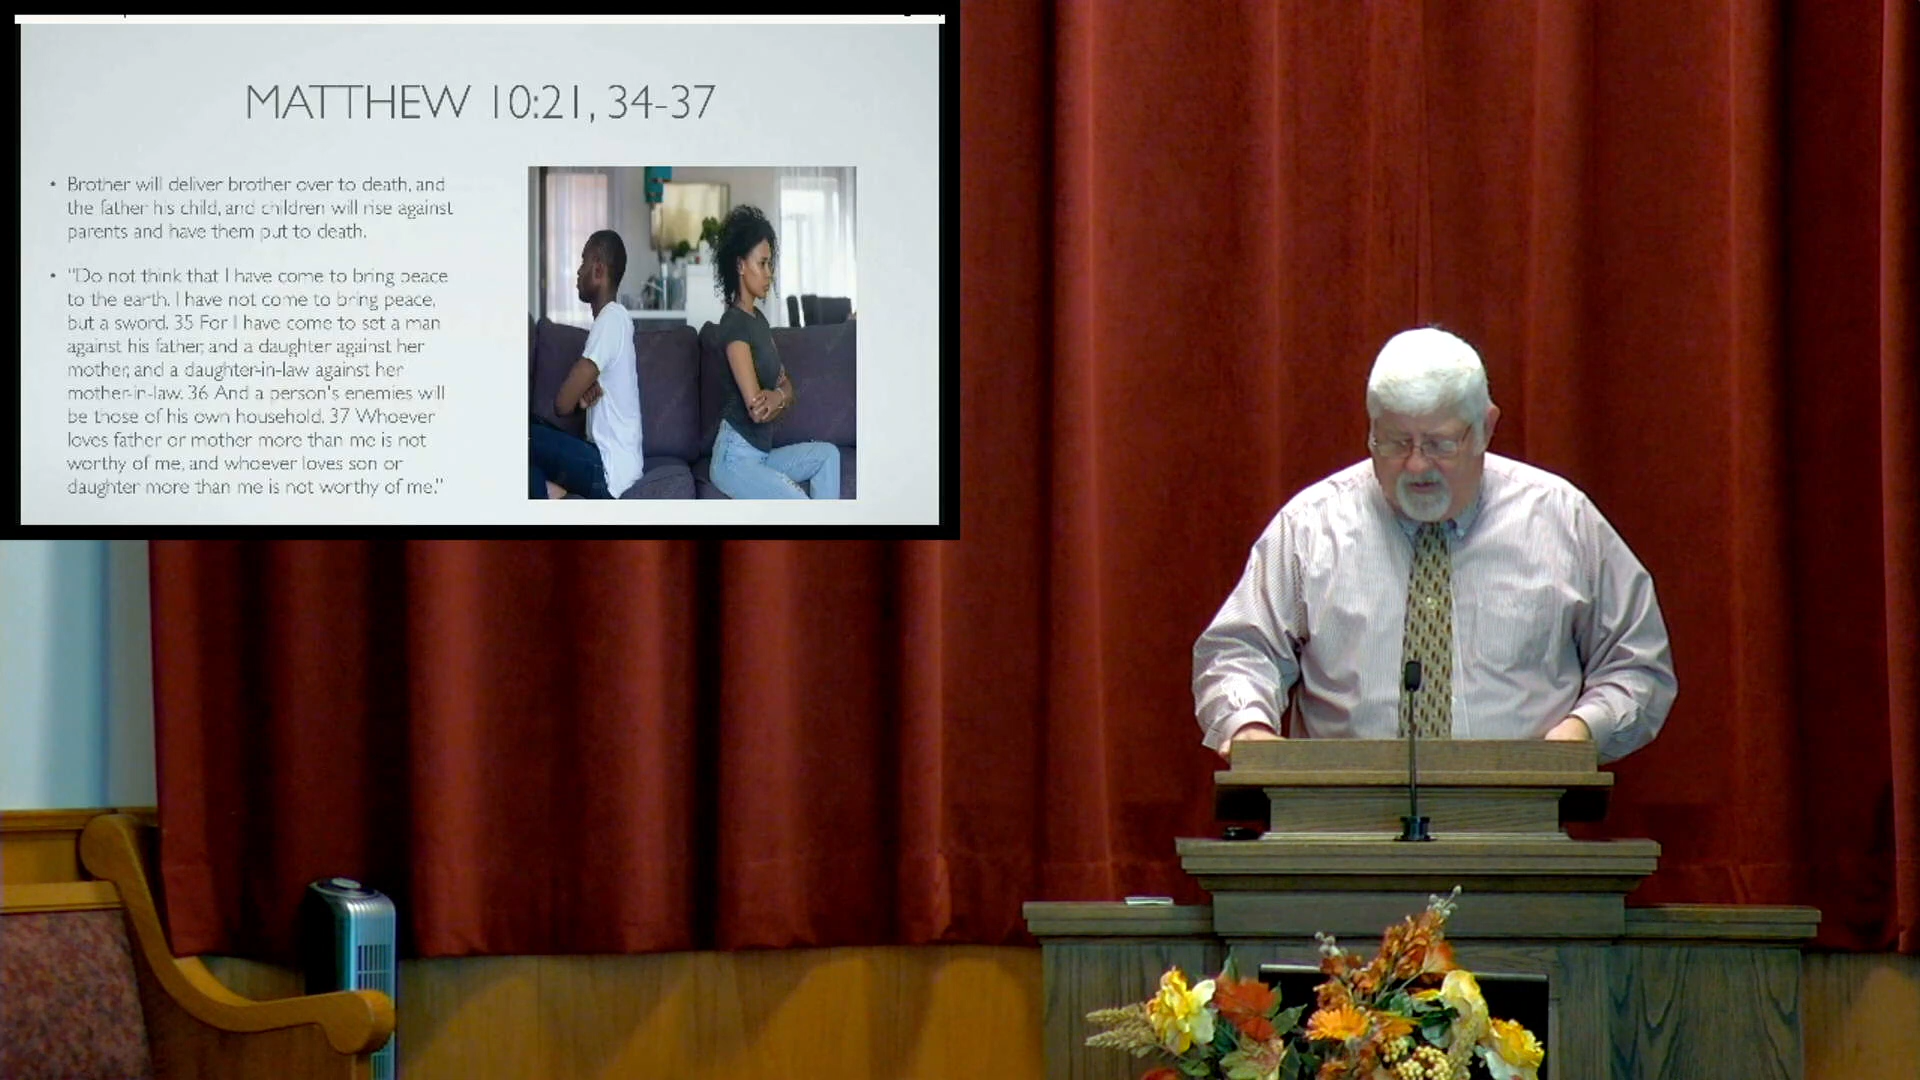 MATTHEW 10:21, 34-37
• Brother will deliver brother over to death, and
the father his child, and children will rise against
parents and have them put to death.
• "Do not think that I have come to bring peace
to the earth. I have not come to bring peace,
but a sword. 35 For I have come to set a man
against his father, and a daughter against her
mother, and a daughter-in-law against her
mother-in-law. 36 And a person's enemies will
be those of his own household. 37 Whoever
loves father or mother more than me is not
worthy of me, and whoever loves son or
daughter more than me is not worthy of me."